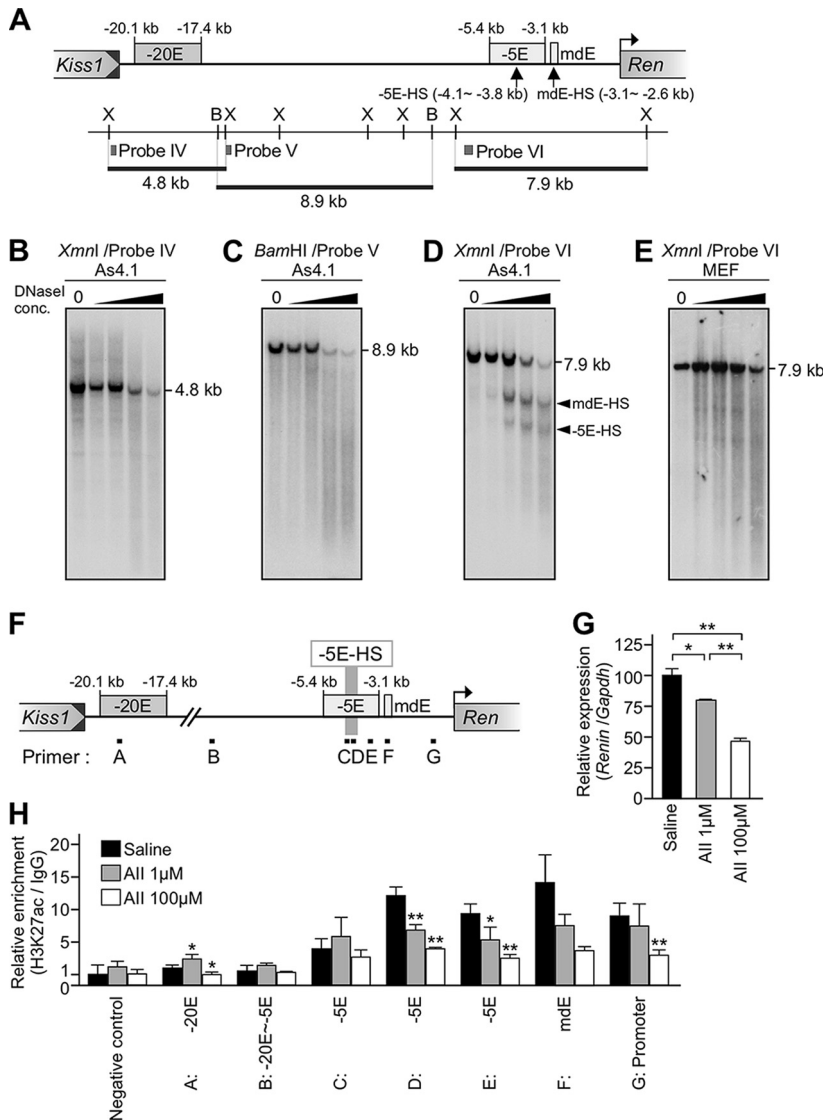 A
-20.1 kb -17.4 kb -5.4 kb -3.1 kb
Kiss1 -20E -5E mdE Ren
-5E-HS (-4.1~ -3.8 kb) mdE-HS (-3.1~ -2.6 kb)
X B X X X X B X X
Probe IV Probe V Probe VI
4.8 kb 8.9 kb 7.9 kb
B XmnI /Probe IV
As4.1
DNaseI conc. 0
4.8 kb
C BamHI /Probe V
As4.1
0
8.9 kb
D XmnI /Probe VI
As4.1
0
7.9 kb
mdE-HS
-5E-HS
E XmnI /Probe VI
MEF
0
7.9 kb
F
-5E-HS
-20.1 kb -17.4 kb -5.4 kb -3.1 kb
Kiss1 -20E -5E mdE Ren
Primer : A B C D E F G
G
Relative expression
(Renin /Gapdh)
125
100
75
50
25
0
** * **
Saline
AII 1μM
AII 100μM
H
Relative enrichment
(H3K27ac / IgG)
20
15
10
5
1
0
Saline
AII 1μM
AII 100μM
* * ** ** * ** **
Negative control
A: -20E
B: -20E~-5E
C: -5E
D: -5E
E: -5E
F: mdE
G: Promoter